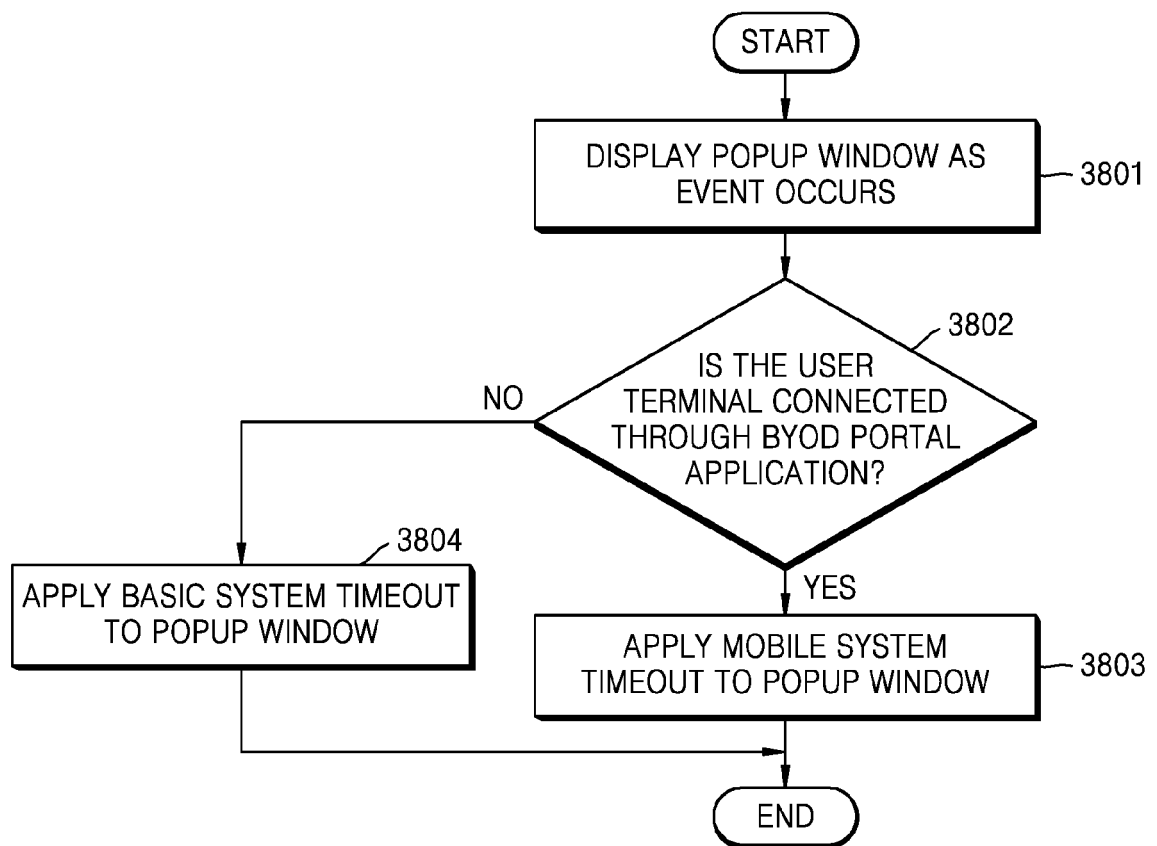 START
DISPLAY POPUP WINDOW AS
EVENT OCCURS
3801
3802
IS THE USER
TERMINAL CONNECTED
THROUGH BYOD PORTAL
APPLICATION?
NO
3804
APPLY BASIC SYSTEM TIMEOUT
TO POPUP WINDOW
YES
APPLY MOBILE SYSTEM
TIMEOUT TO POPUP WINDOW
3803
END